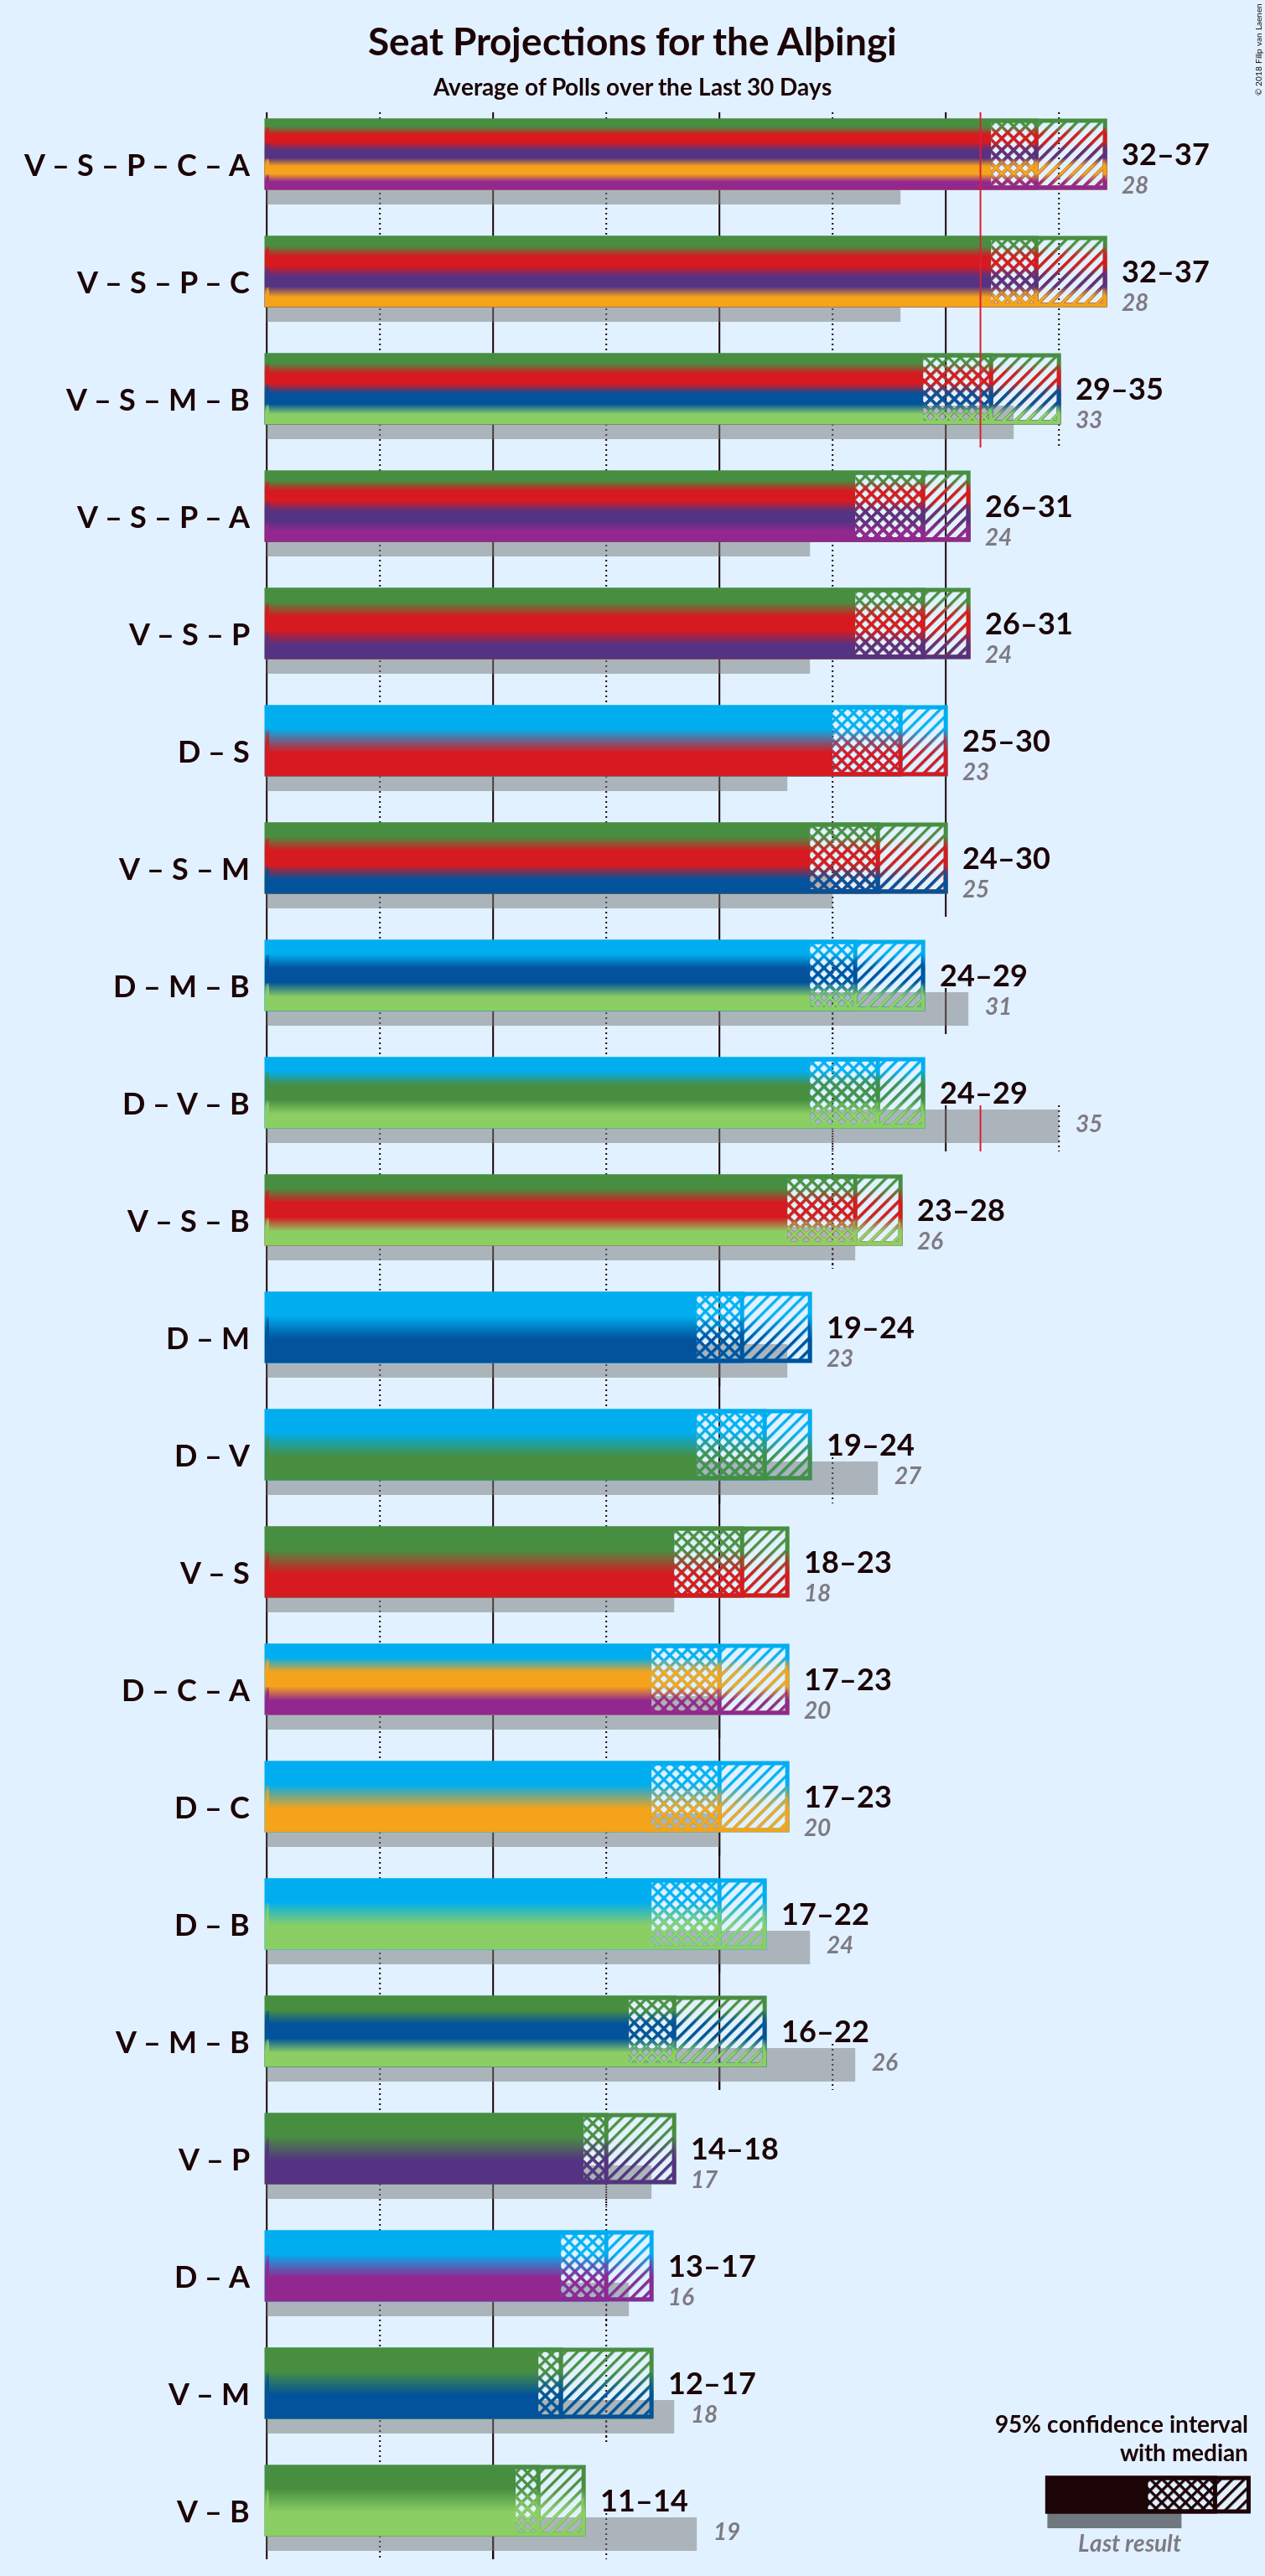 Seat Projections for the Alþingi
Average of Polls over the Last 30 Days
© 2018 Filip van Laenen
V – S – P – C – A
32–37
28
V – S – P – C
32–37
28
V – S – M – B
29–35
33
V – S – P – A
26–31
24
V – S – P
26–31
24
D – S
25–30
23
V – S – M
24–30
25
D – M – B
24–29
31
D – V – B
24–29
35
V – S – B
23–28
26
D – M
19–24
23
D – V
19–24
27
V – S
18–23
18
D – C – A
17–23
20
D – C
17–23
20
D – B
17–22
24
V – M – B
16–22
26
V – P
14–18
17
D – A
13–17
16
V – M
12–17
18
V – B
11–14
19
95% confidence interval
with median
Last result